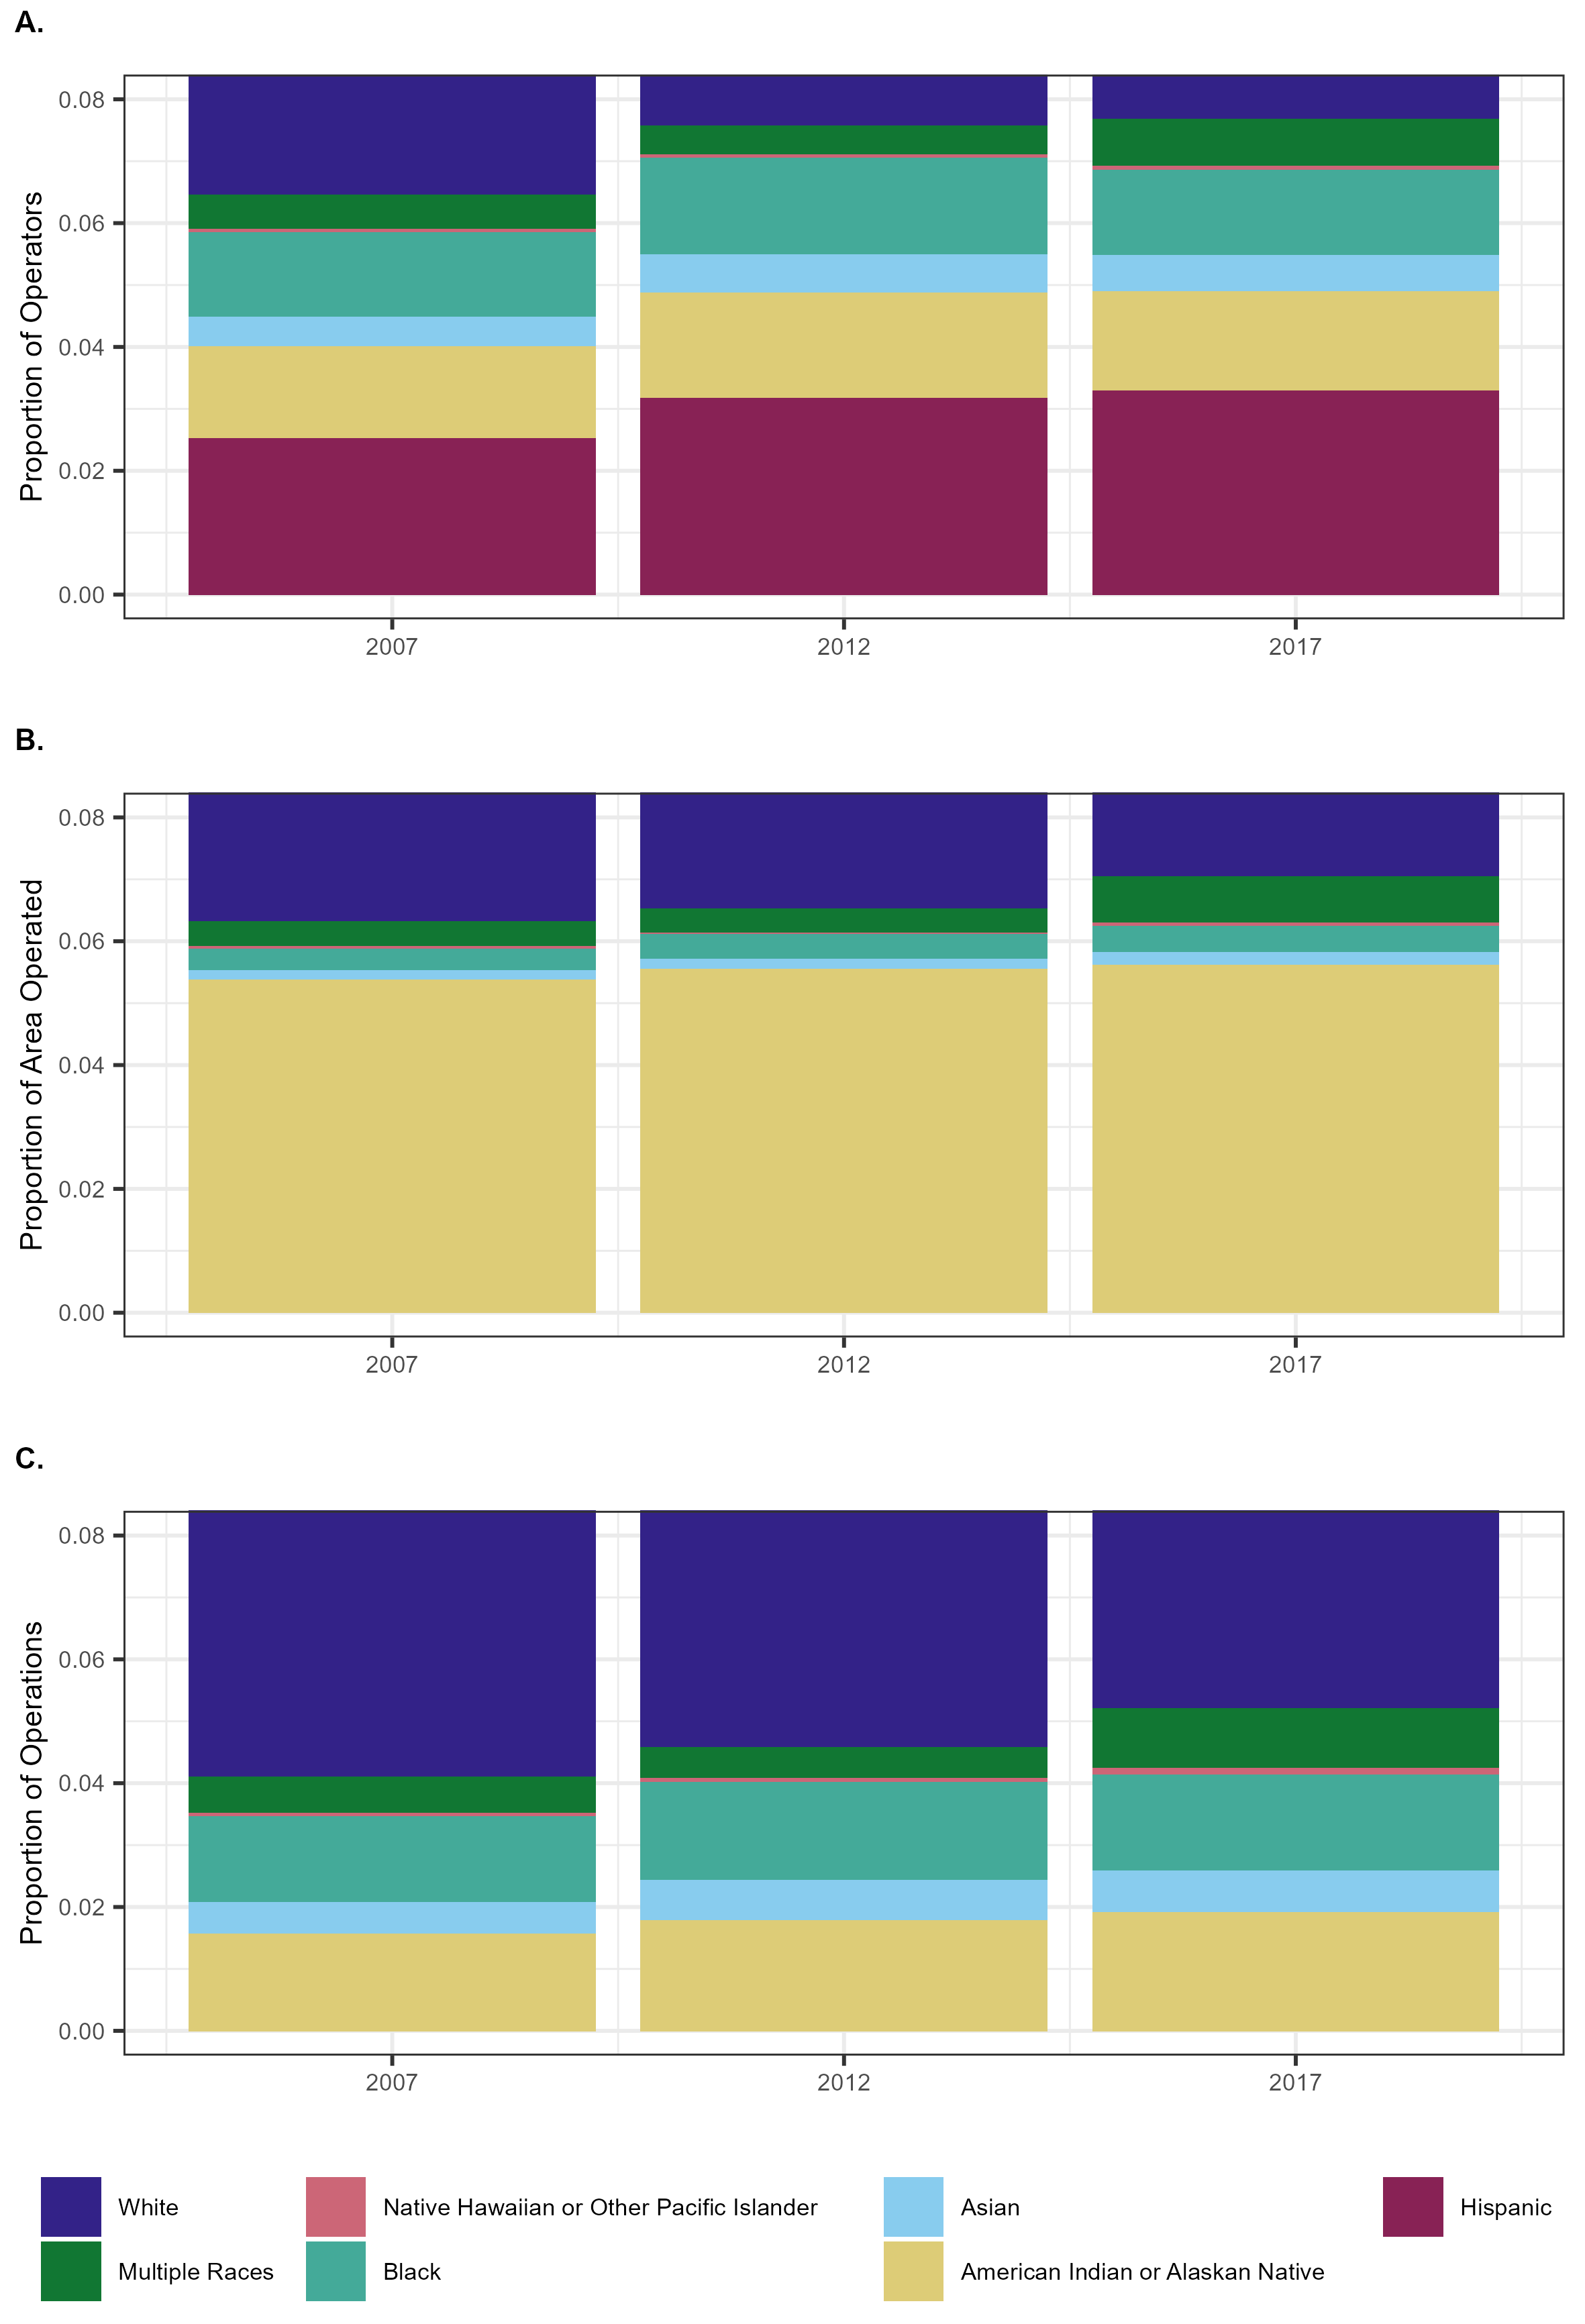 A.
Proportion of Operators
0.08
0.06
0.04
0.02
0.00
2007 2012 2017
B.
Proportion of Area Operated
0.08
0.06
0.04
0.02
0.00
2007 2012 2017
C.
Proportion of Operations
0.08
0.06
0.04
0.02
0.00
2007 2012 2017
White Native Hawaiian or Other Pacific Islander Asian Hispanic
Multiple Races Black American Indian or Alaskan Native